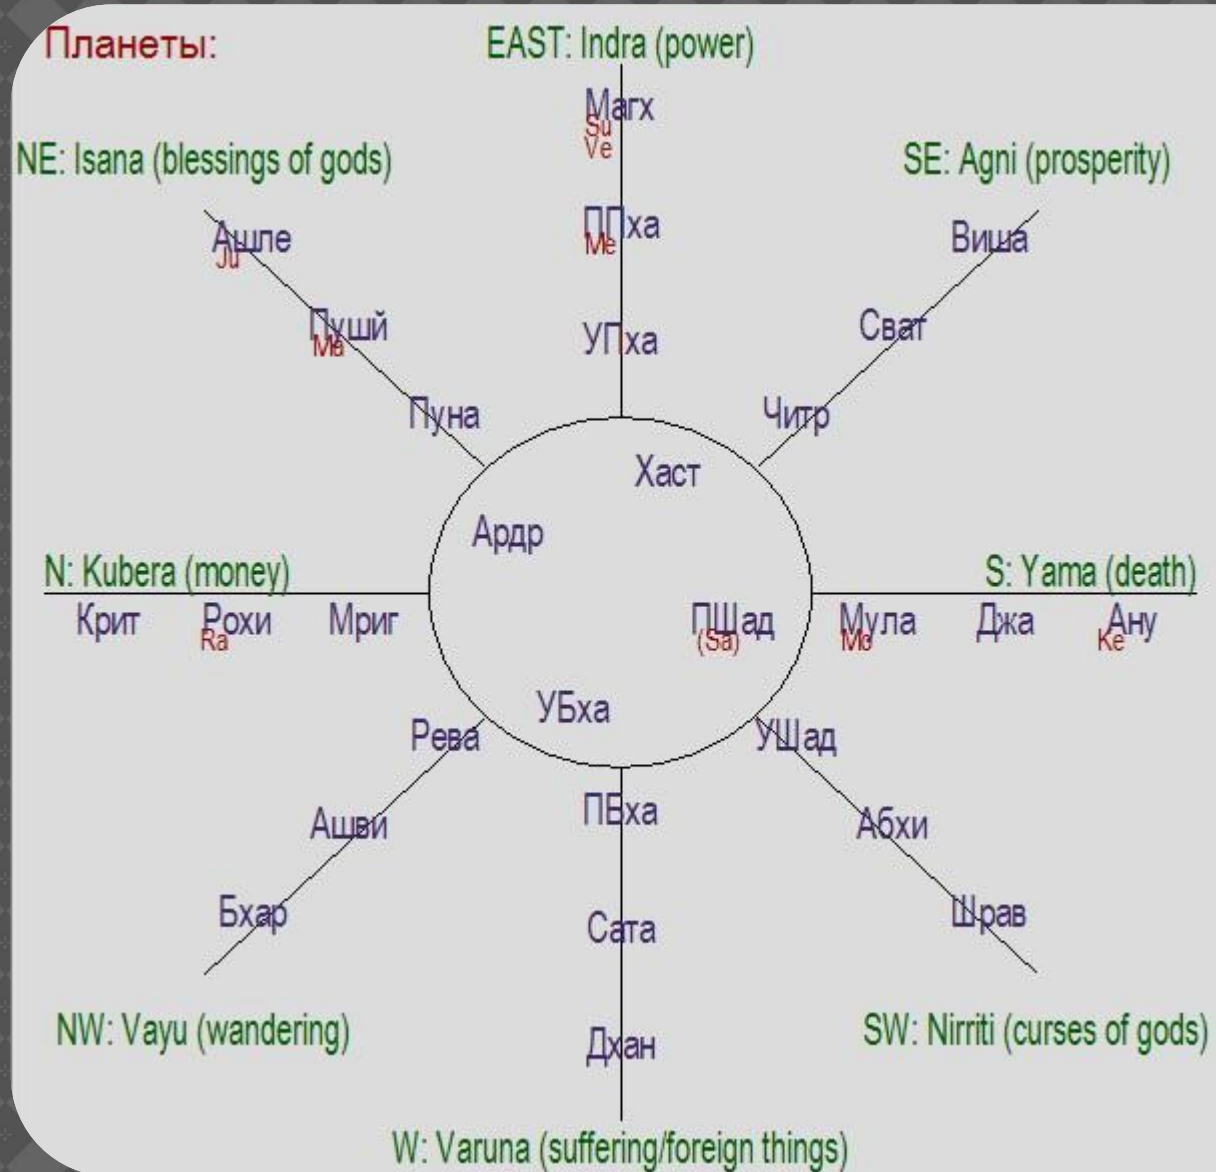 Планеты:
EAST: Indra (power)
Магх
Su
Ve
NE: Isana (blessings of gods)
SE: Agni (prosperity)
ППха
Me
Ашле
Ju
Виша
Пушй
Ma
Сват
УПха
Пуна
Читр
Хаст
Ардр
N: Kubera (money)
S: Yama (death)
Крит
Рохи
Ra
Мриг
ПШад
(Sa)
Мула
Mo
Джа
Ану
Ke
УБха
Рева
УШад
ПБха
Ашви
Абхи
Бхар
Шрав
Сата
NW: Vayu (wandering)
SW: Nirriti (curses of gods)
Дхан
W: Varuna (suffering/foreign things)